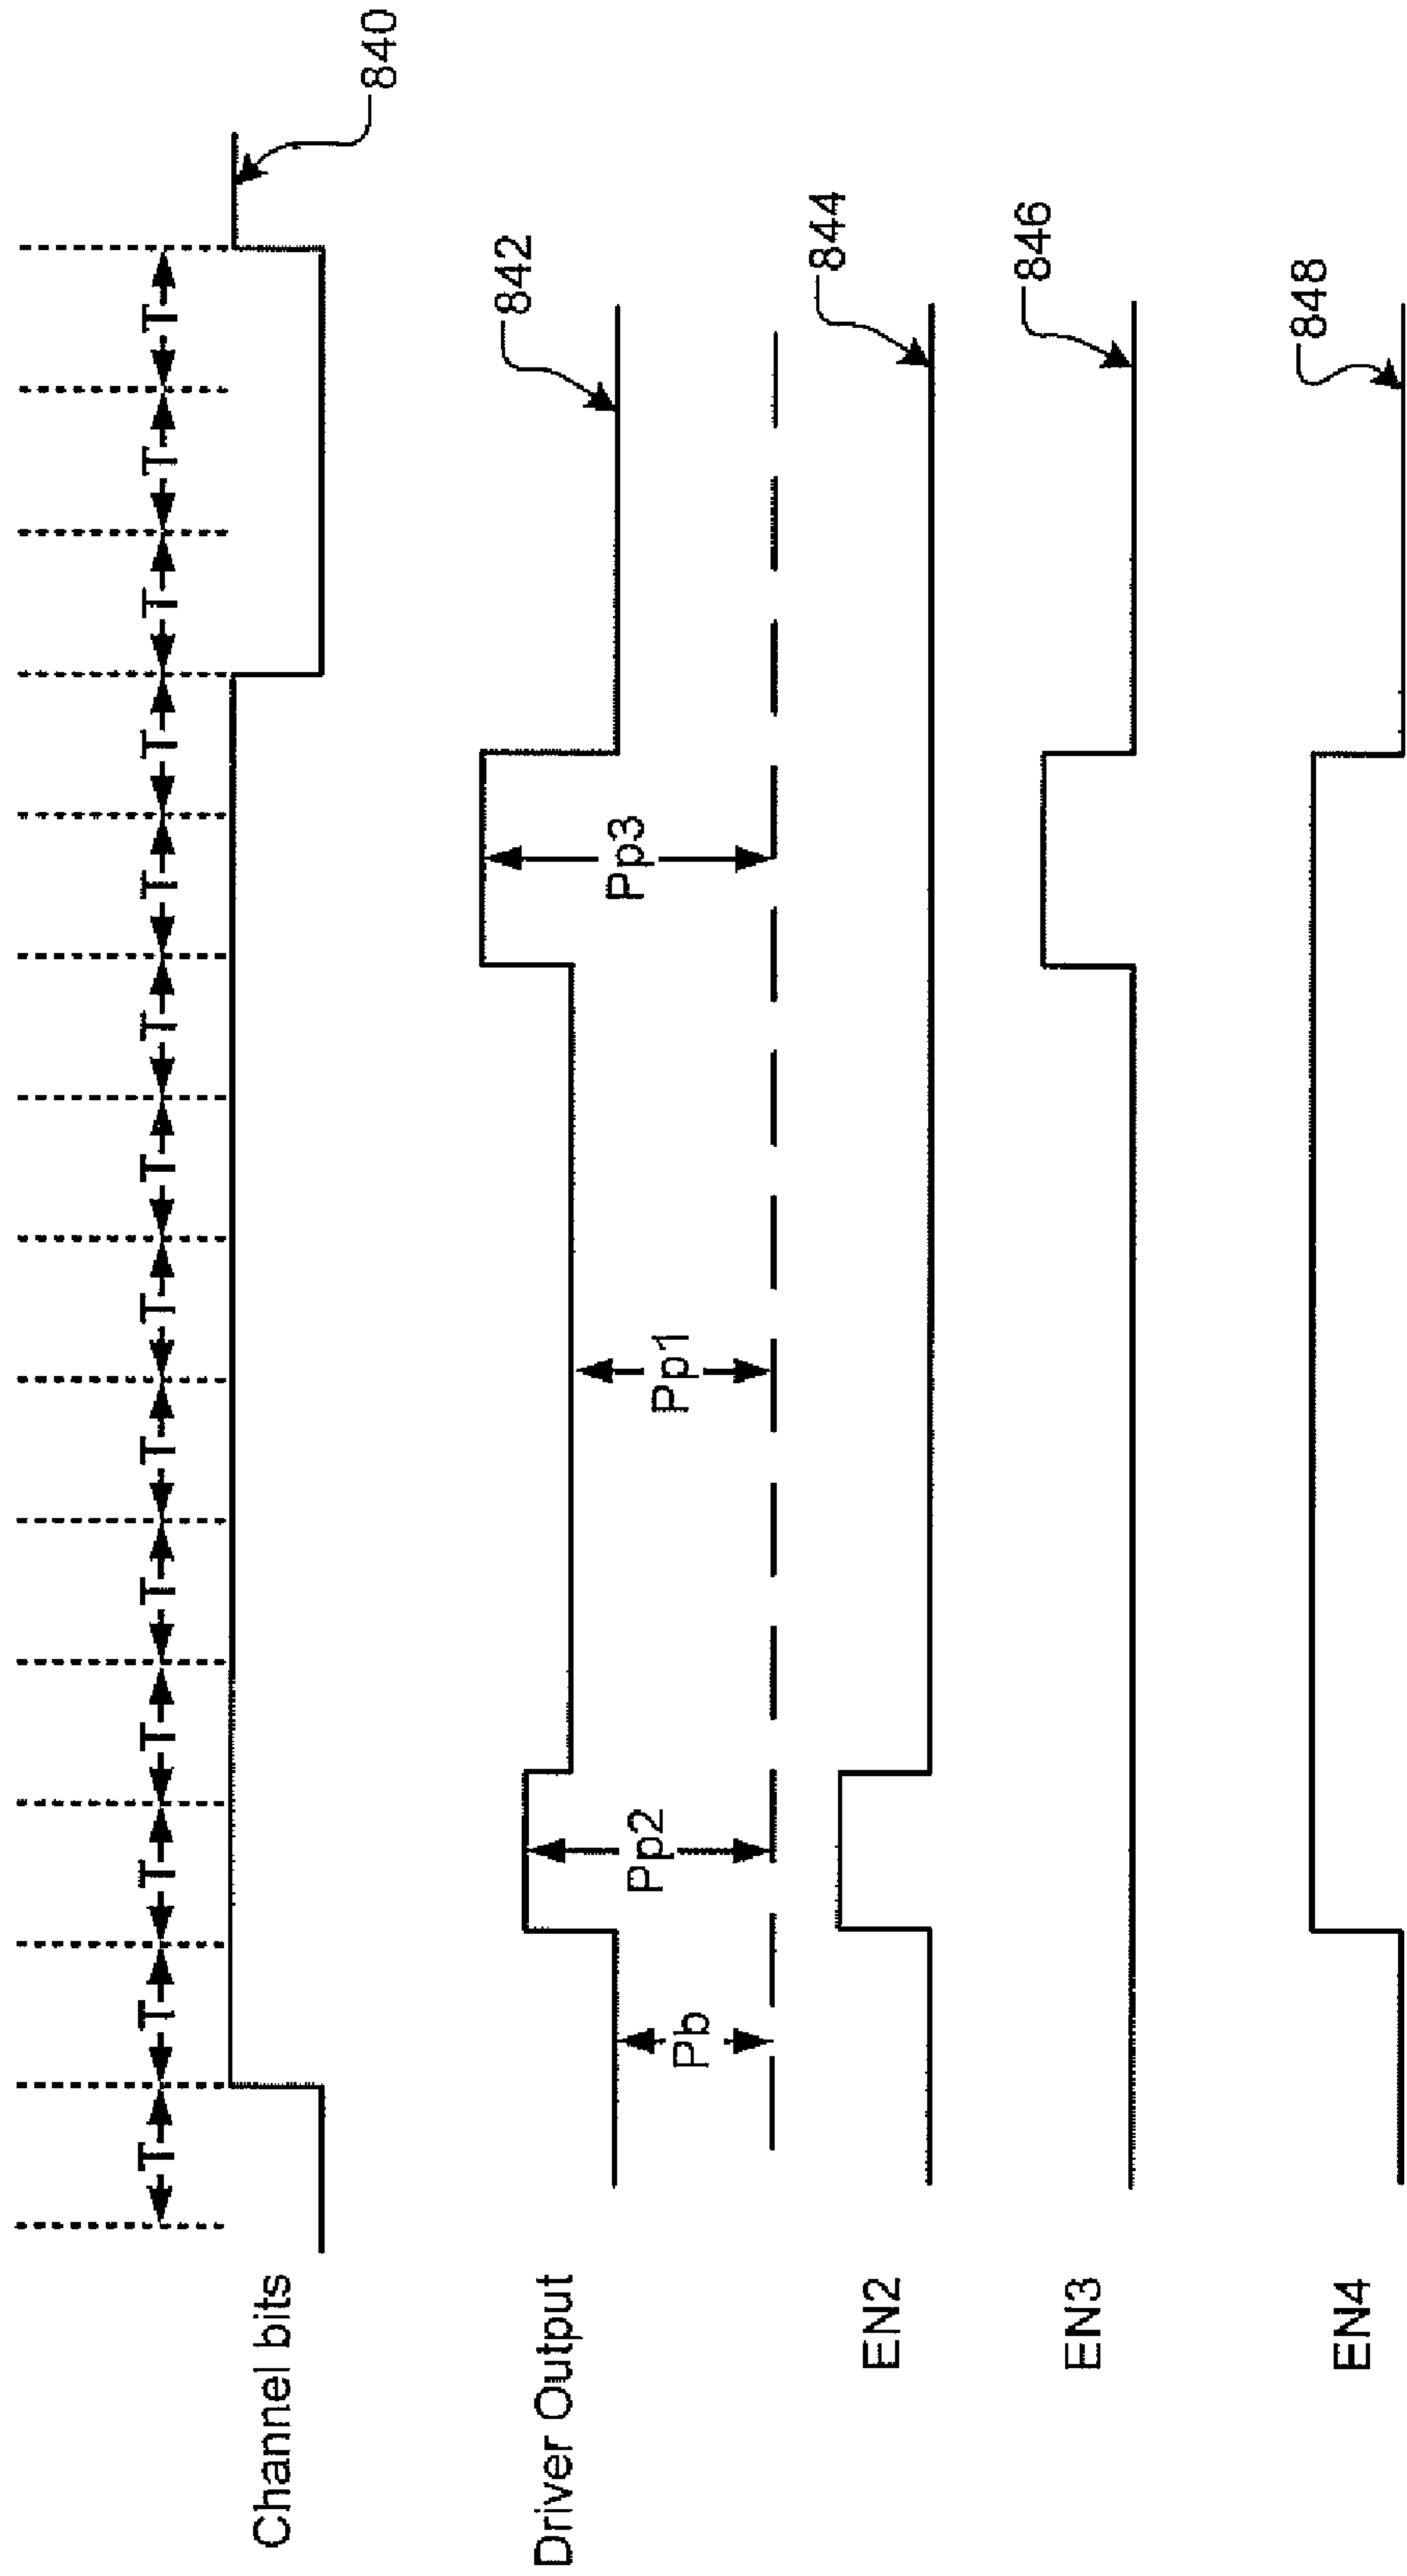 T T T T T T T T T T T T T T
Channel bits
840
Driver Output
842
Pb
Pp2
Pp1
Pp3
EN2
844
EN3
846
EN4
848